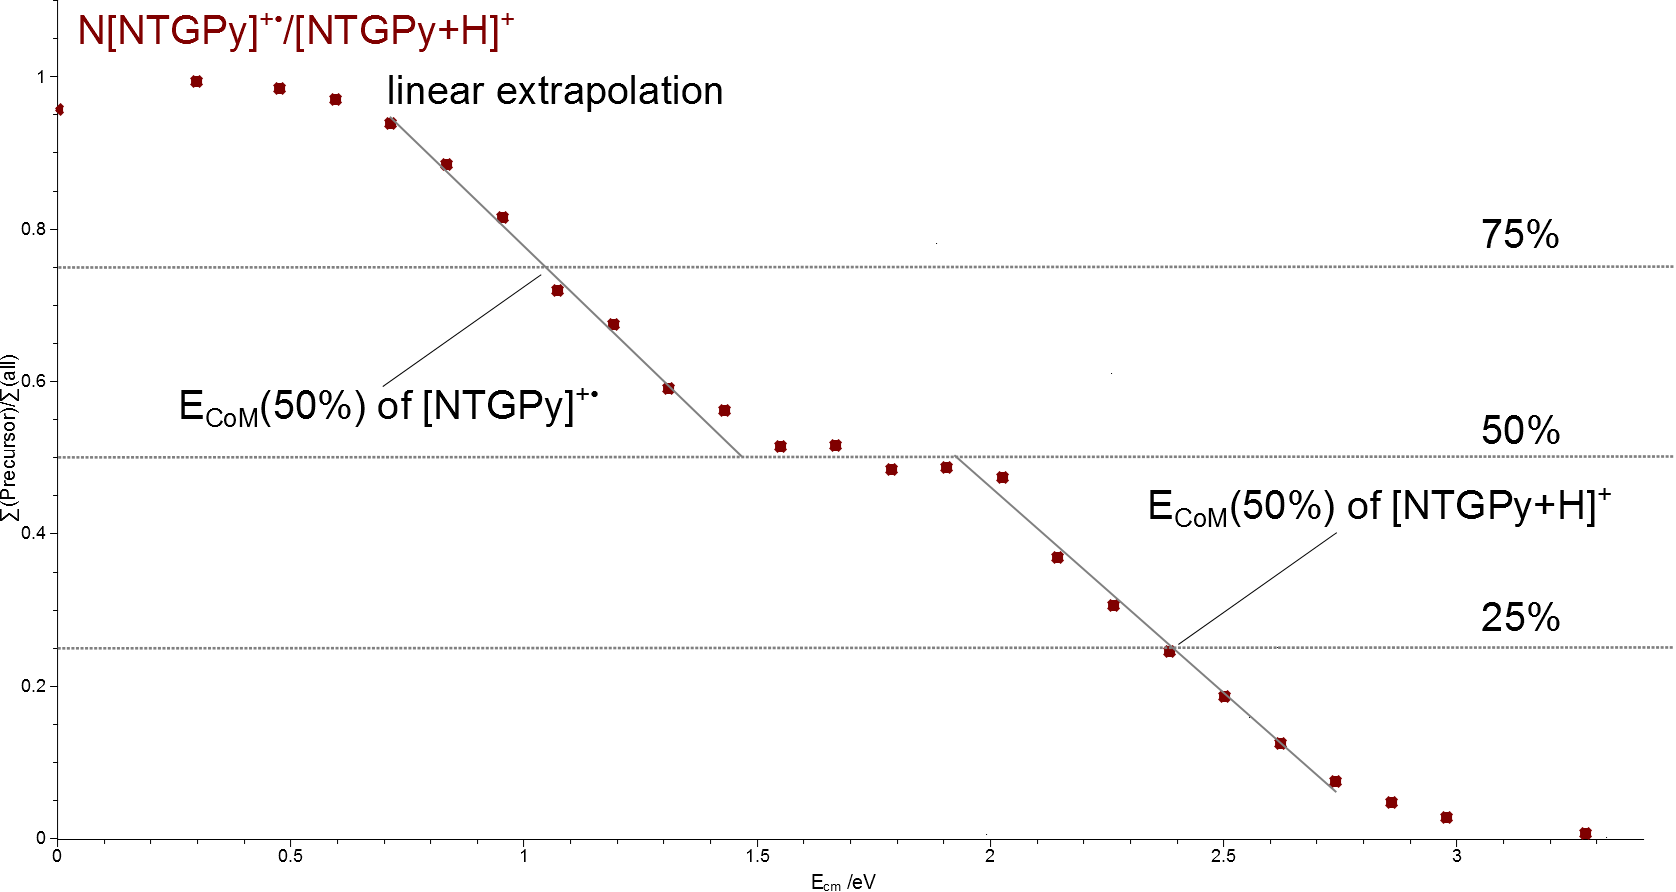 N[NTGPy]⁺•/[NTGPy+H]⁺
linear extrapolation
1
0.8
75%
Σ(Precursor)/Σ(all)
0.6
E_CoM(50%) of [NTGPy]⁺•
50%
E_CoM(50%) of [NTGPy+H]⁺
0.4
25%
0.2
0
0 0.5 1 1.5 2 2.5 3
E_cm /eV